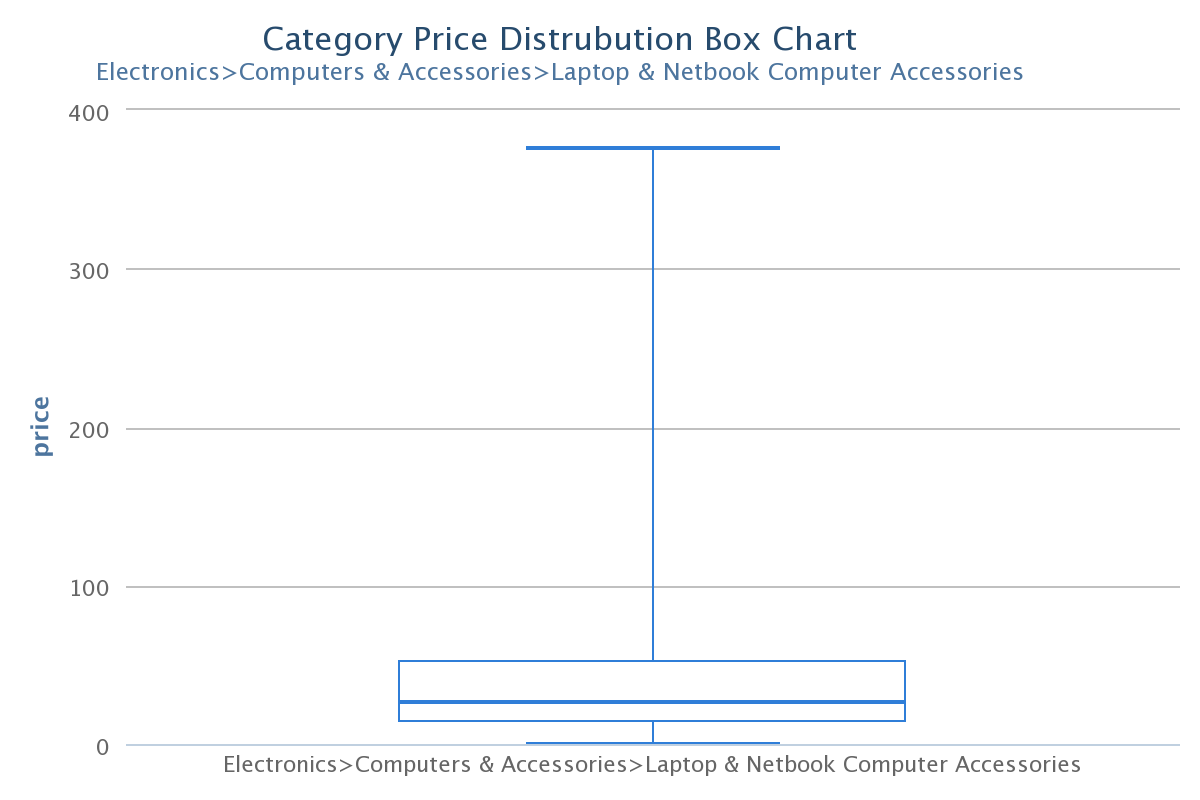 Category Price Distrubution Box Chart
Electronics>Computers & Accessories>Laptop & Netbook Computer Accessories
400
300
price
200
100
0
Electronics>Computers & Accessories>Laptop & Netbook Computer Accessories